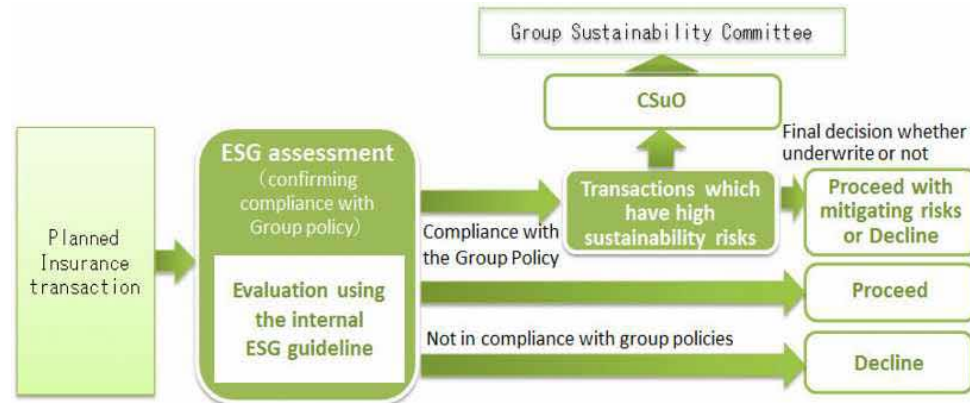 Group Sustainability Committee
CSuO
Final decision whether
underwrite or not
ESG assessment
（confirming
compliance with
Group policy）
Transactions which
have high
sustainability risks
Proceed with
mitigating risks
or Decline
Planned
Insurance
transaction
Compliance with
the Group Policy
Evaluation using
the internal
ESG guideline
Proceed
Not in compliance with group policies
Decline